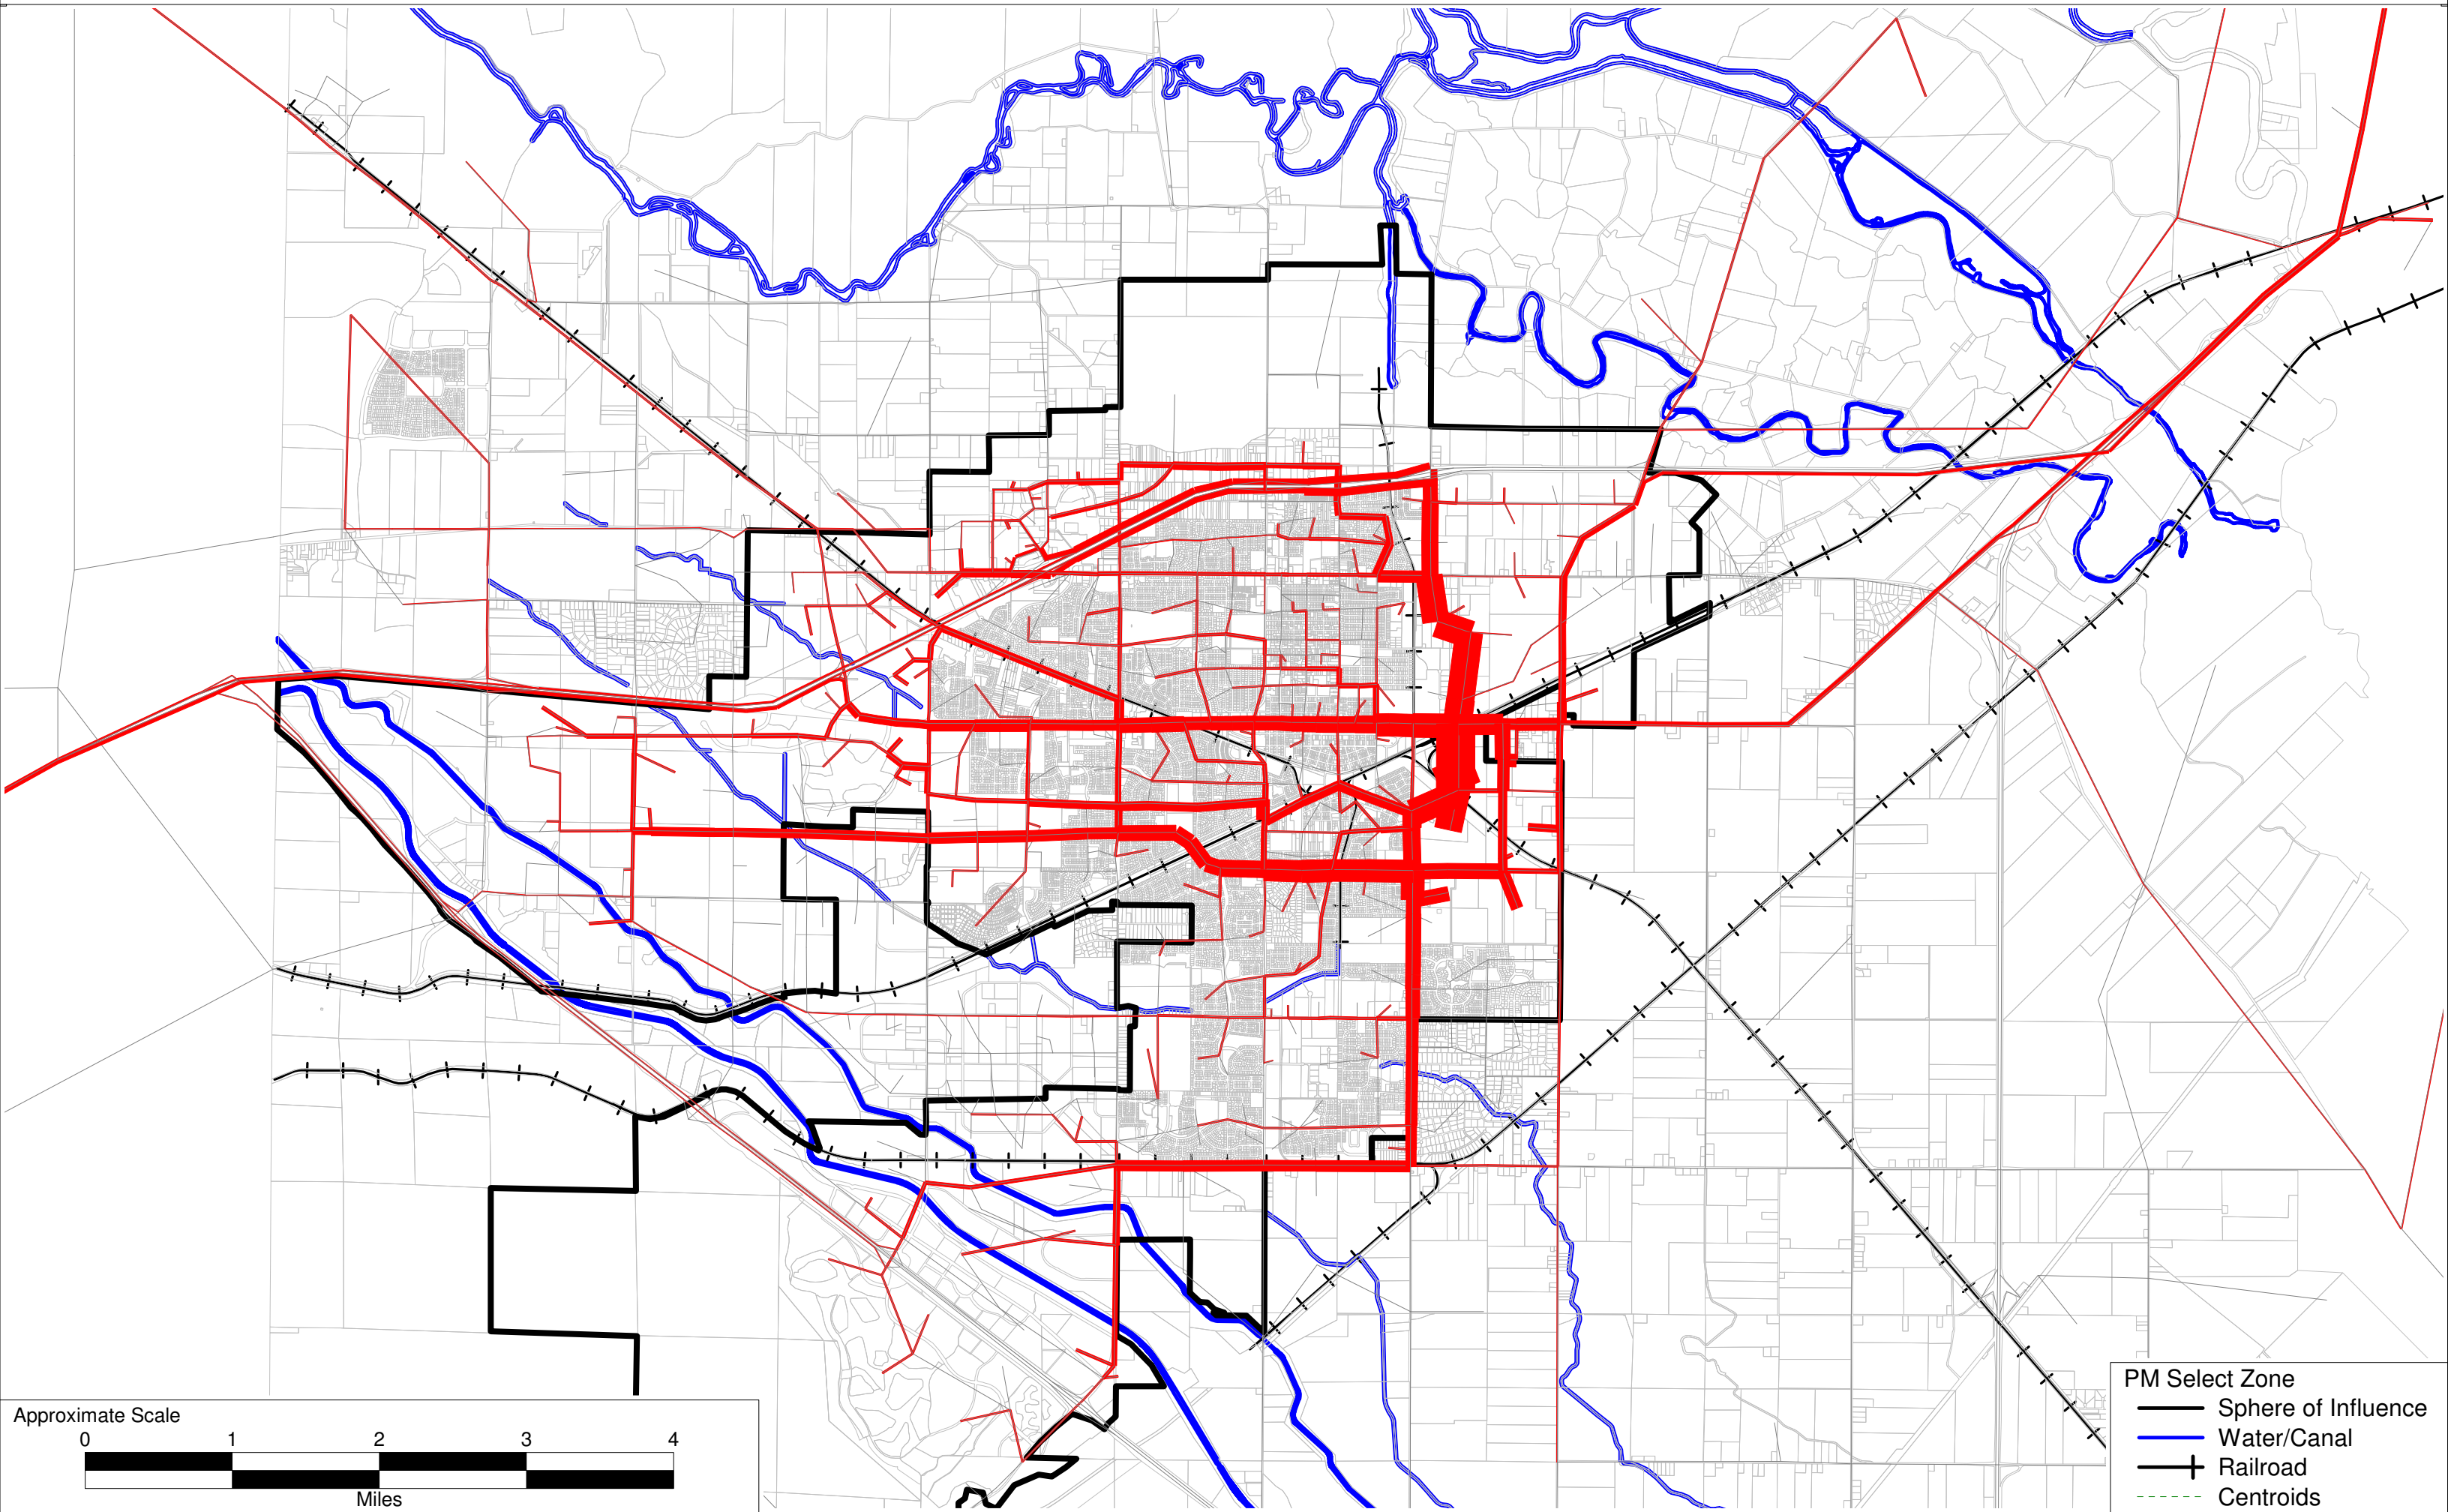 Approximate Scale
0 1 2 3 4
Miles
PM Select Zone
Sphere of Influence
Water/Canal
Railroad
Centroids